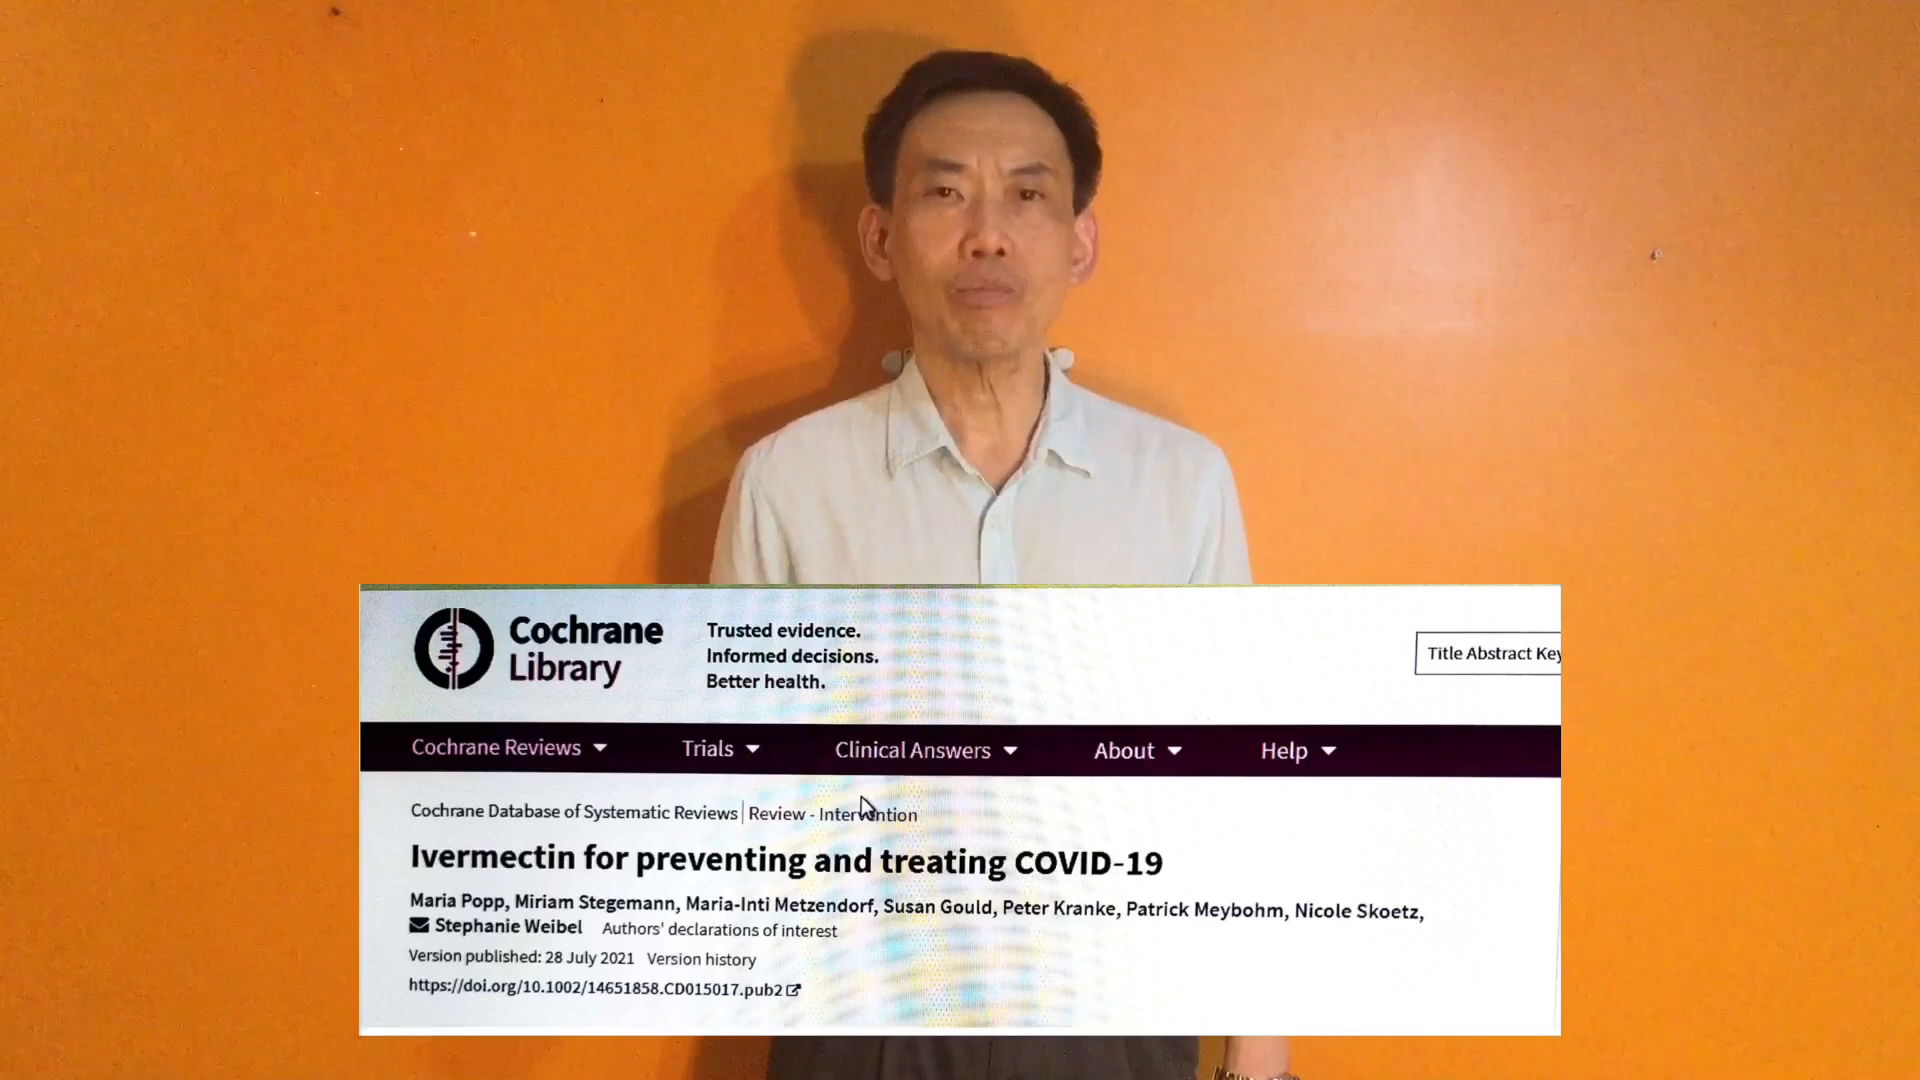 Cochrane
Library
Trusted evidence.
Informed decisions.
Better health.
Title Abstract Key
Cochrane Reviews
Trials
Clinical Answers
About
Help
Cochrane Database of Systematic Reviews | Review - Intervention
Ivermectin for preventing and treating COVID-19
Maria Popp, Miriam Stegemann, Maria-Inti Metzendorf, Susan Gould, Peter Kranke, Patrick Meybohm, Nicole Skoetz,
Stephanie Weibel Authors' declarations of interest
Version published: 28 July 2021 Version history
https://doi.org/10.1002/14651858.CD015017.pub2